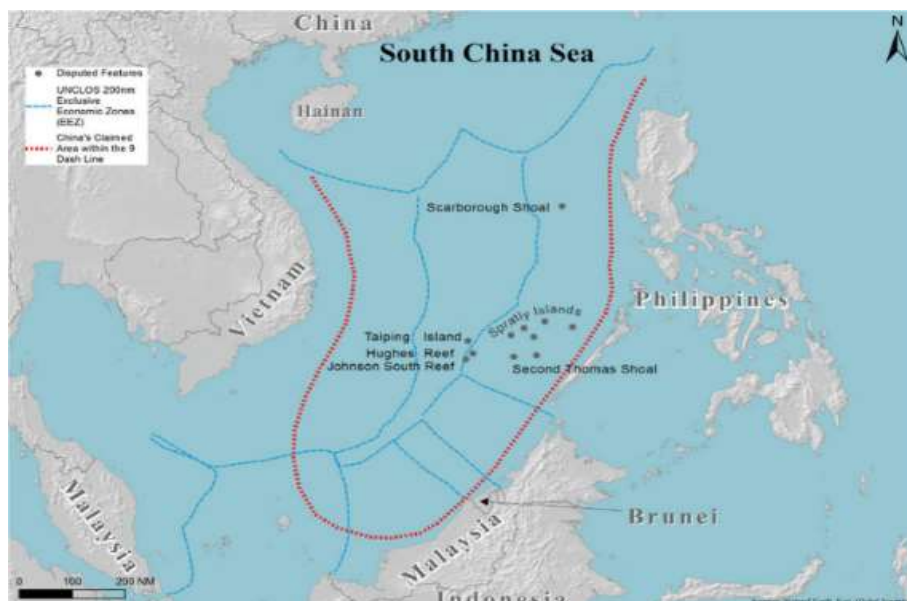 China
South China Sea
N
Disputed Features
UNCLOS 200nm
Exclusive
Economic Zones
(EEZ)
China's Claimed
Area within the 9
Dash Line
Hainan
Scarborough Shoal
Vietnam
Philippines
Spratly Islands
Taiping Island
Hughes Reef
Johnson South Reef
Second Thomas Shoal
Malaysia
Brunei
Malaysia
Indonesia
0 100 200 NM